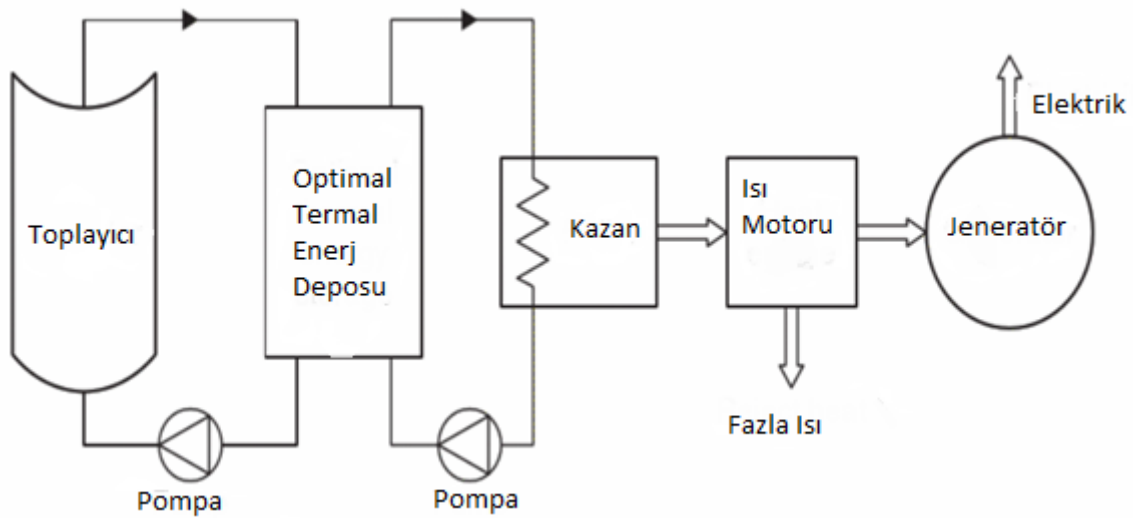 Toplayıcı
Optimal
Termal
Enerj
Deposu
Kazan
Isı
Motoru
Jeneratör
Elektrik
Fazla Isı
Pompa
Pompa